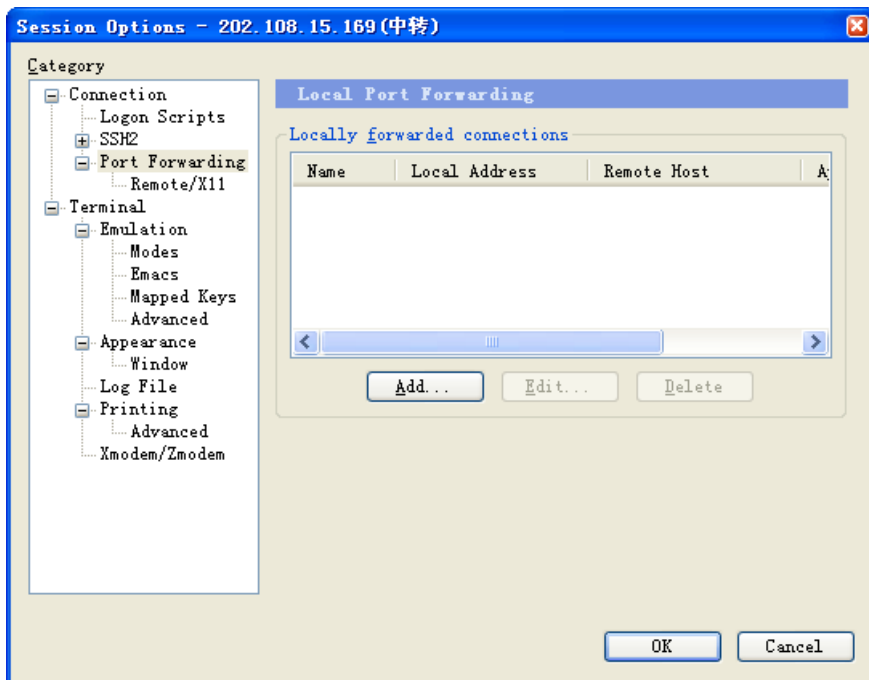 Session Options - 202.108.15.169(中转)
Category
Connection
Logon Scripts
SSH2
Port Forwarding
Remote/X11
Terminal
Emulation
Modes
Emacs
Mapped Keys
Advanced
Appearance
Window
Log File
Printing
Advanced
Xmodem/Zmodem
Local Port Forwarding
Locally forwarded connections
Name Local Address Remote Host
Add... Edit... Delete
OK Cancel